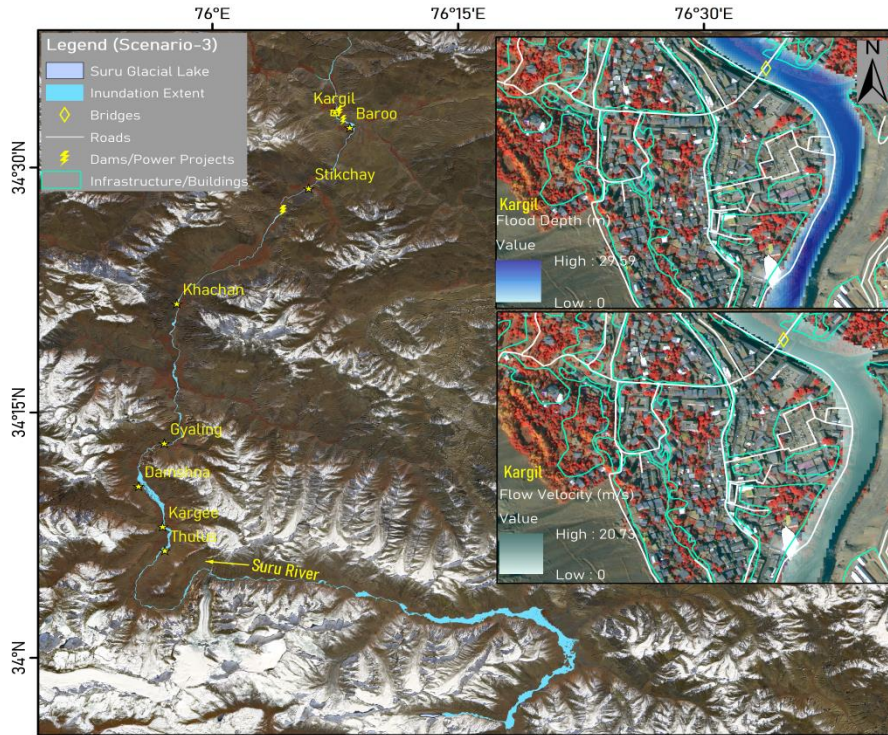 76°E
76°15'E
76°30'E
Legend (Scenario-3)
Suru Glacial Lake
Inundation Extent
Bridges
Roads
Dams/Power Projects
Infrastructure/Buildings
34°30'N
34°15'N
34°N
Kargil
Baroo
Stikchay
Khachan
Gyaling
Damshna
Kargee
Thulus
Suru River
N
Kargil
Flood Depth (m)
Value
High : 29.59
Low : 0
Kargil
Flow Velocity (m/s)
Value
High : 20.73
Low : 0